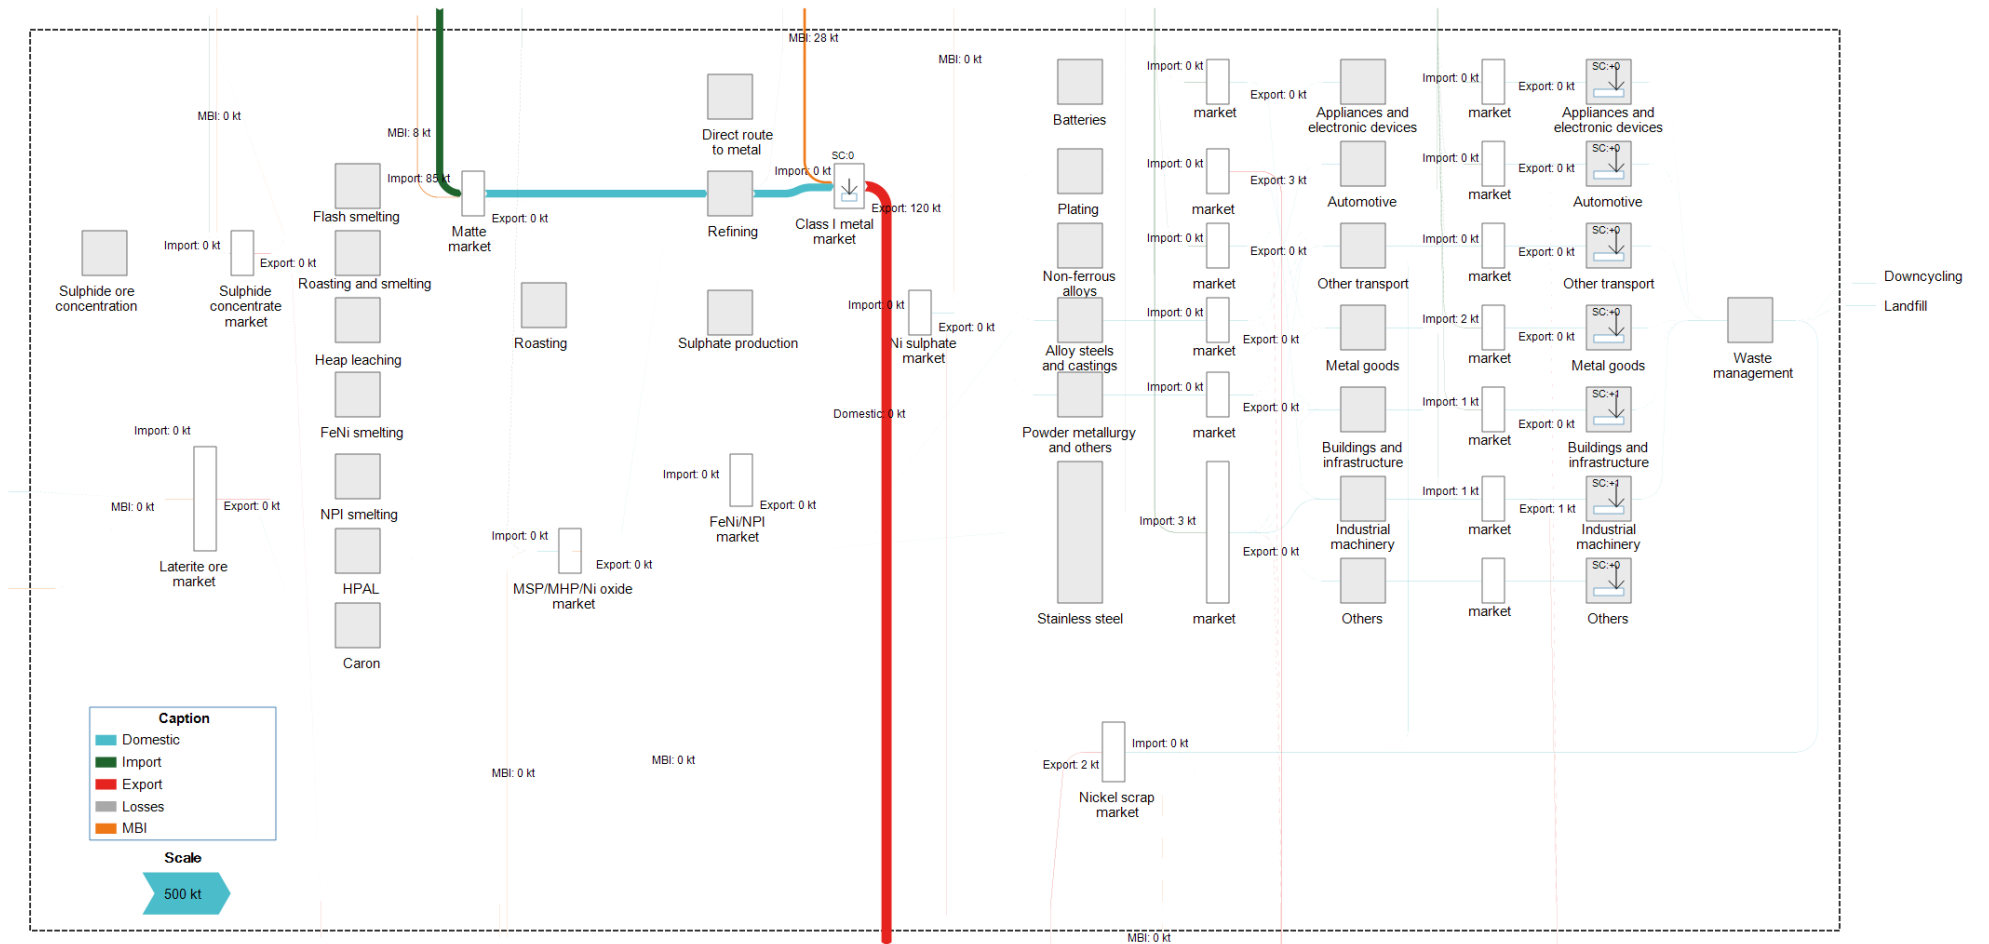 MBI: 28 kt
MBI: 0 kt
Import: 0 kt
Export: 0 kt
market
Import: 0 kt
Export: 0 kt
market
SC:+0
Appliances and
electronic devices
Appliances and
electronic devices
Batteries
MBI: 0 kt
MBI: 8 kt
Direct route
to metal
SC:0
Import: 0 kt
Import: 85 kt
Flash smelting
Matte
market
Export: 0 kt
Refining
Class I metal
market
Export: 120 kt
Plating
Import: 0 kt
Export: 3 kt
market
Automotive
Import: 0 kt
Export: 0 kt
market
SC:+0
Automotive
Sulphide ore
concentration
Import: 0 kt
Export: 0 kt
Sulphide
concentrate
market
Roasting and smelting
Non-ferrous
alloys
Import: 0 kt
Export: 0 kt
market
Other transport
Import: 0 kt
Export: 0 kt
market
SC:+0
Other transport
Downcycling
Landfill
Heap leaching
Roasting
Sulphate production
Import: 0 kt
Export: 0 kt
Ni sulphate
market
Alloy steels
and castings
Import: 0 kt
Export: 0 kt
market
Metal goods
Import: 2 kt
Export: 0 kt
market
SC:+0
Metal goods
Waste
management
FeNi smelting
Domestic: 0 kt
Powder metallurgy
and others
Import: 0 kt
Export: 0 kt
market
Buildings and
infrastructure
Import: 1 kt
Export: 0 kt
market
SC:+1
Buildings and
infrastructure
Import: 0 kt
MBI: 0 kt
Export: 0 kt
Laterite ore
market
NPI smelting
Import: 0 kt
Export: 0 kt
FeNi/NPI
market
Import: 0 kt
Export: 0 kt
MSP/MHP/Ni oxide
market
HPAL
Caron
Stainless steel
Import: 3 kt
Export: 0 kt
market
Industrial
machinery
Import: 1 kt
Export: 1 kt
market
SC:+1
Industrial
machinery
Others
market
SC:+0
Others
Caption
Domestic
Import
Export
Losses
MBI
Scale
500 kt
MBI: 0 kt
MBI: 0 kt
Import: 0 kt
Export: 2 kt
Nickel scrap
market
MBI: 0 kt